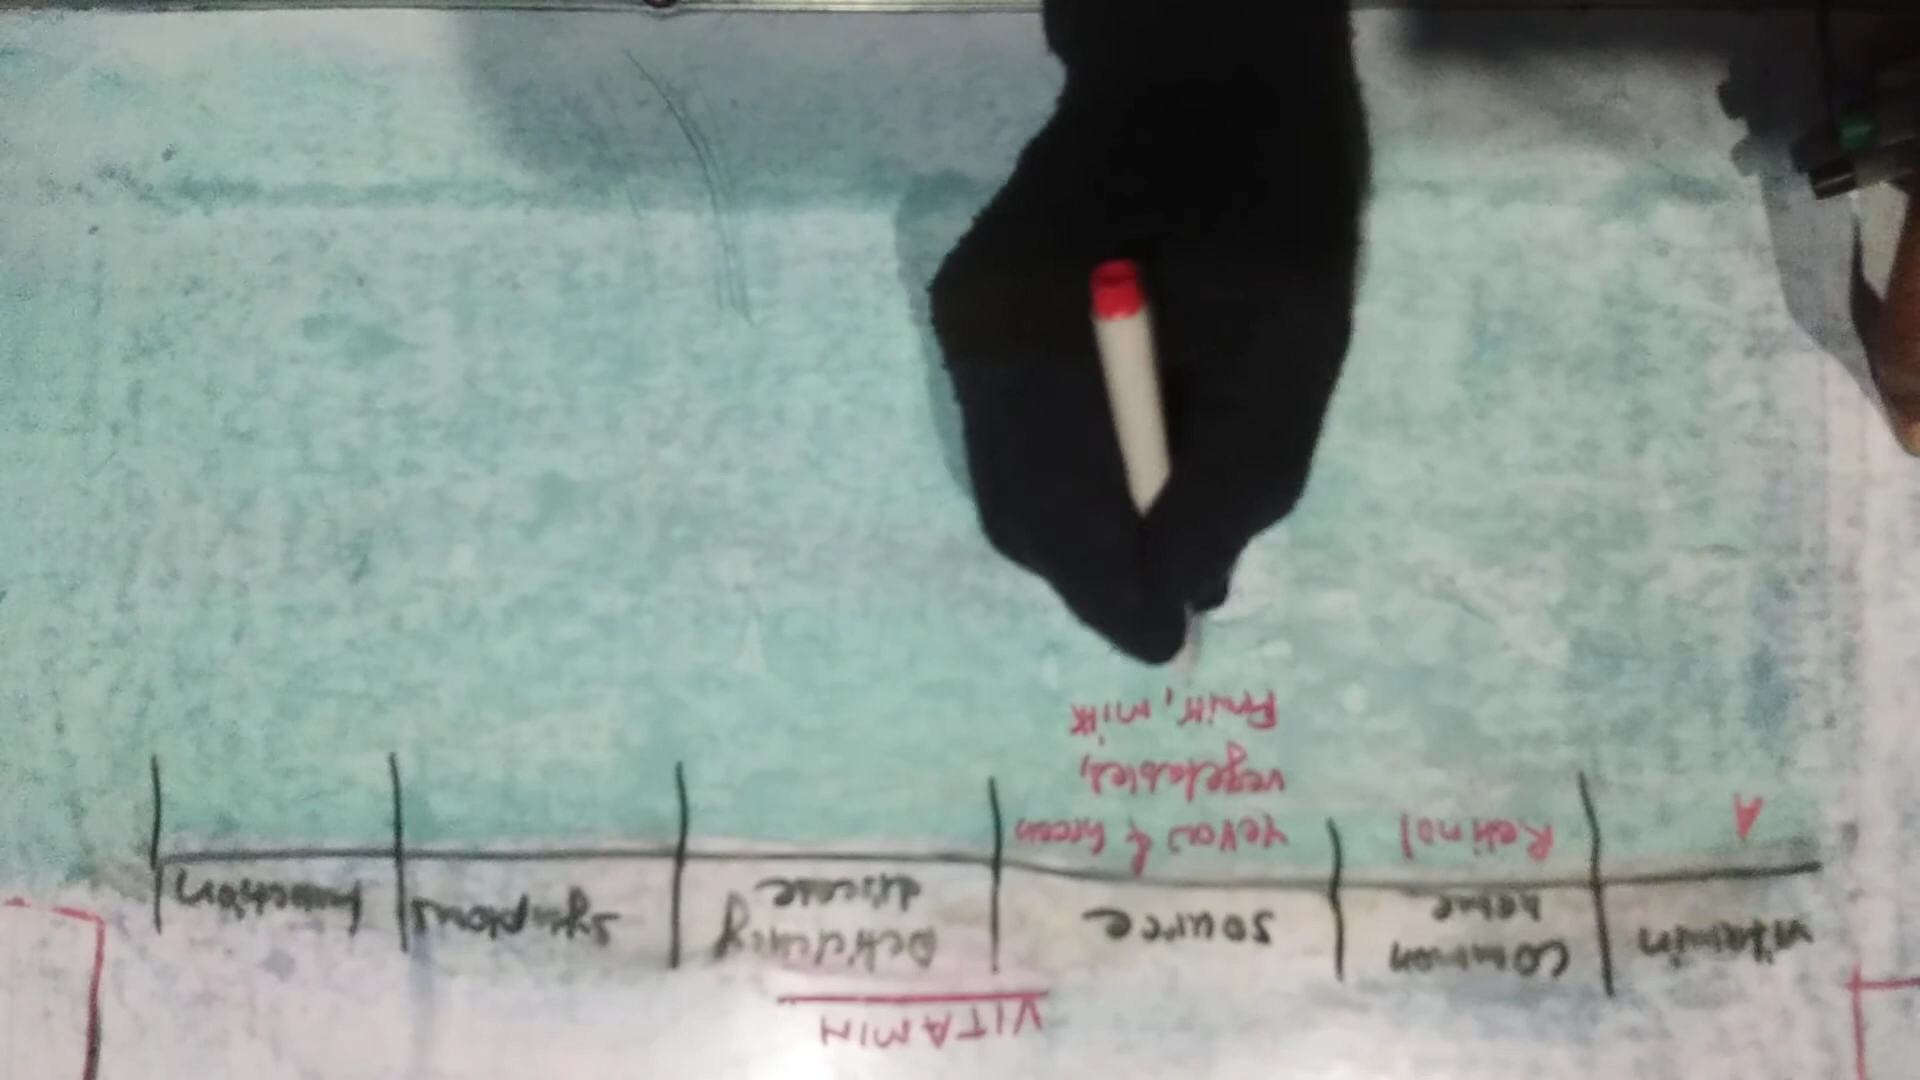 VITAMIN
vitamin
common
name
source
Deficiency
disease
symptoms
function
A
Retinol
Yellow & Green
vegetables,
Fruit, milk